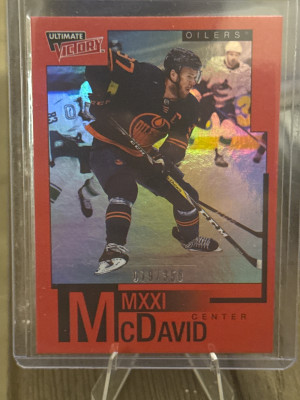 ULTIMATE
VICTORY
OILERS
MXXI
McDAVID
CENTER